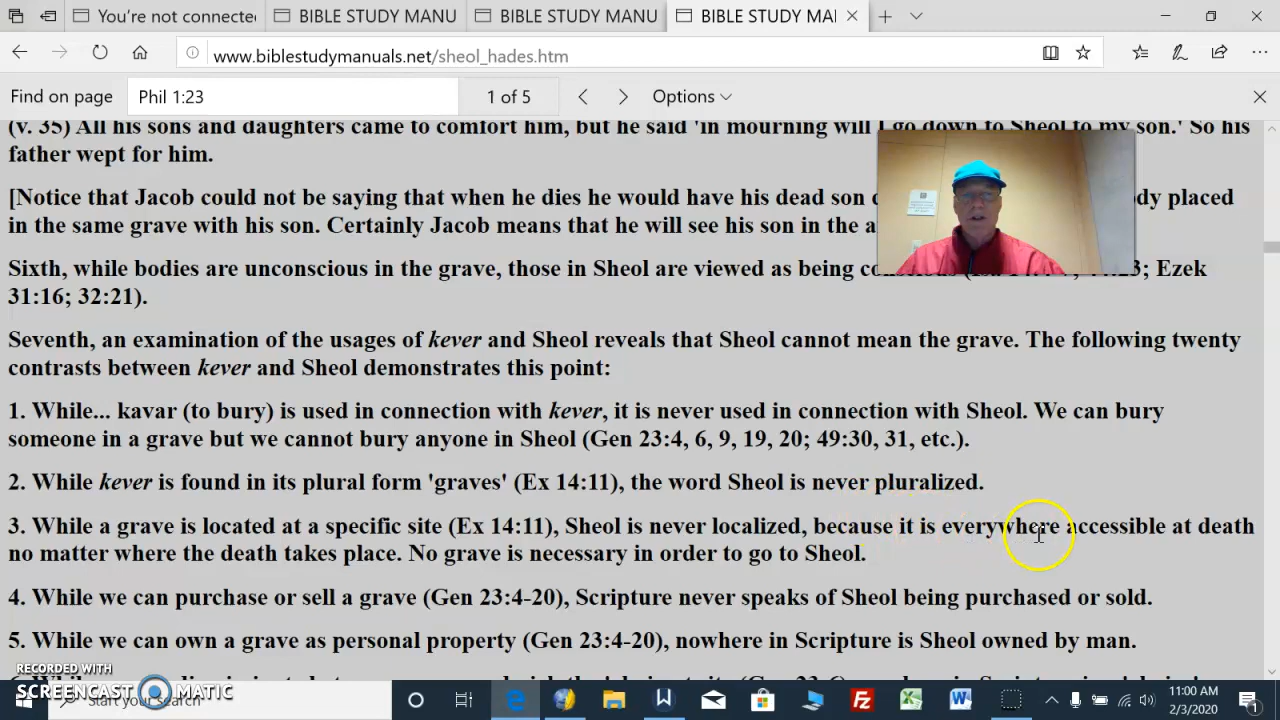 You're not connected
BIBLE STUDY MANU
BIBLE STUDY MANU
BIBLE STUDY MA
www.biblestudymanuals.net/sheol_hades.htm
Find on page
Phil 1:23
1 of 5
Options
(v. 35) All his sons and daughters came to comfort him, but he said 'in mourning will I go down to Sheol to my son.' So his
father wept for him.
[Notice that Jacob could not be saying that when he dies he would have his dead son placed
in the same grave with his son. Certainly Jacob means that he will see his son in the
Sixth, while bodies are unconscious in the grave, those in Sheol are viewed as being Ezek
31:16; 32:21).
Seventh, an examination of the usages of kever and Sheol reveals that Sheol cannot mean the grave. The following twenty
contrasts between kever and Sheol demonstrates this point:
1. While... kavar (to bury) is used in connection with kever, it is never used in connection with Sheol. We can bury
someone in a grave but we cannot bury anyone in Sheol (Gen 23:4, 6, 9, 19, 20; 49:30, 31, etc.).
2. While kever is found in its plural form 'graves' (Ex 14:11), the word Sheol is never pluralized.
3. While a grave is located at a specific site (Ex 14:11), Sheol is never localized, because it is everywhere accessible at death
no matter where the death takes place. No grave is necessary in order to go to Sheol.
4. While we can purchase or sell a grave (Gen 23:4-20), Scripture never speaks of Sheol being purchased or sold.
5. While we can own a grave as personal property (Gen 23:4-20), nowhere in Scripture is Sheol owned by man.
RECORDED WITH
SCREENCAST MATIC
start your search
11:00 AM
2/3/2020